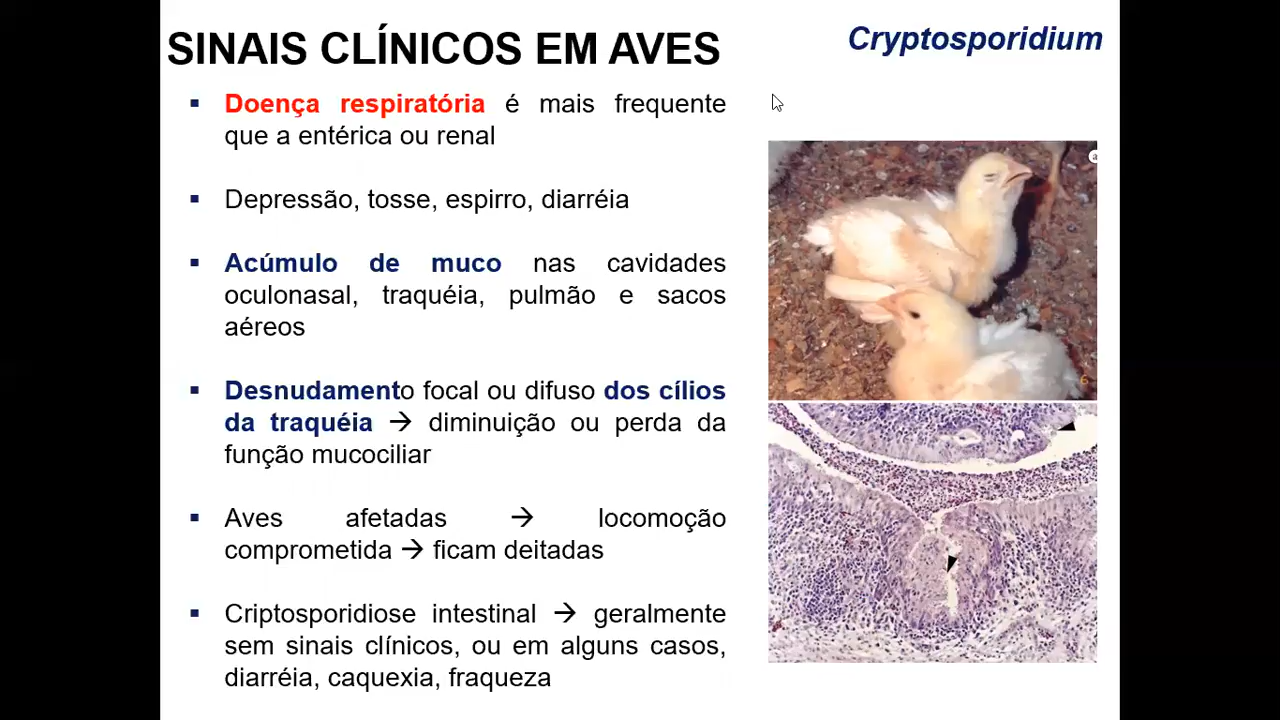 SINAIS CLÍNICOS EM AVES
Cryptosporidium
▪ Doença respiratória é mais frequente
que a entérica ou renal
▪ Depressão, tosse, espirro, diarréia
▪ Acúmulo de muco nas cavidades
oculonasal, traquéia, pulmão e sacos
aéreos
▪ Desnudamento focal ou difuso dos cílios
da traquéia → diminuição ou perda da
função mucociliar
▪ Aves afetadas → locomoção
comprometida → ficam deitadas
▪ Criptosporidiose intestinal → geralmente
sem sinais clínicos, ou em alguns casos,
diarréia, caquexia, fraqueza
a
6